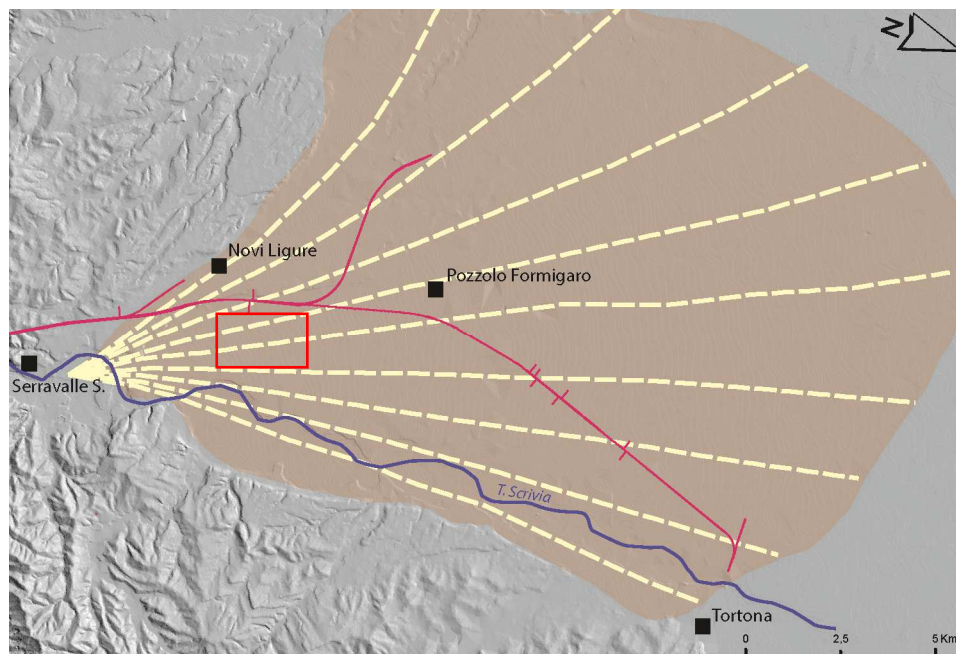 N
Novi Ligure
Pozzolo Formigaro
Serravalle S.
T. Scrivia
Tortona
0 2,5 5 Km